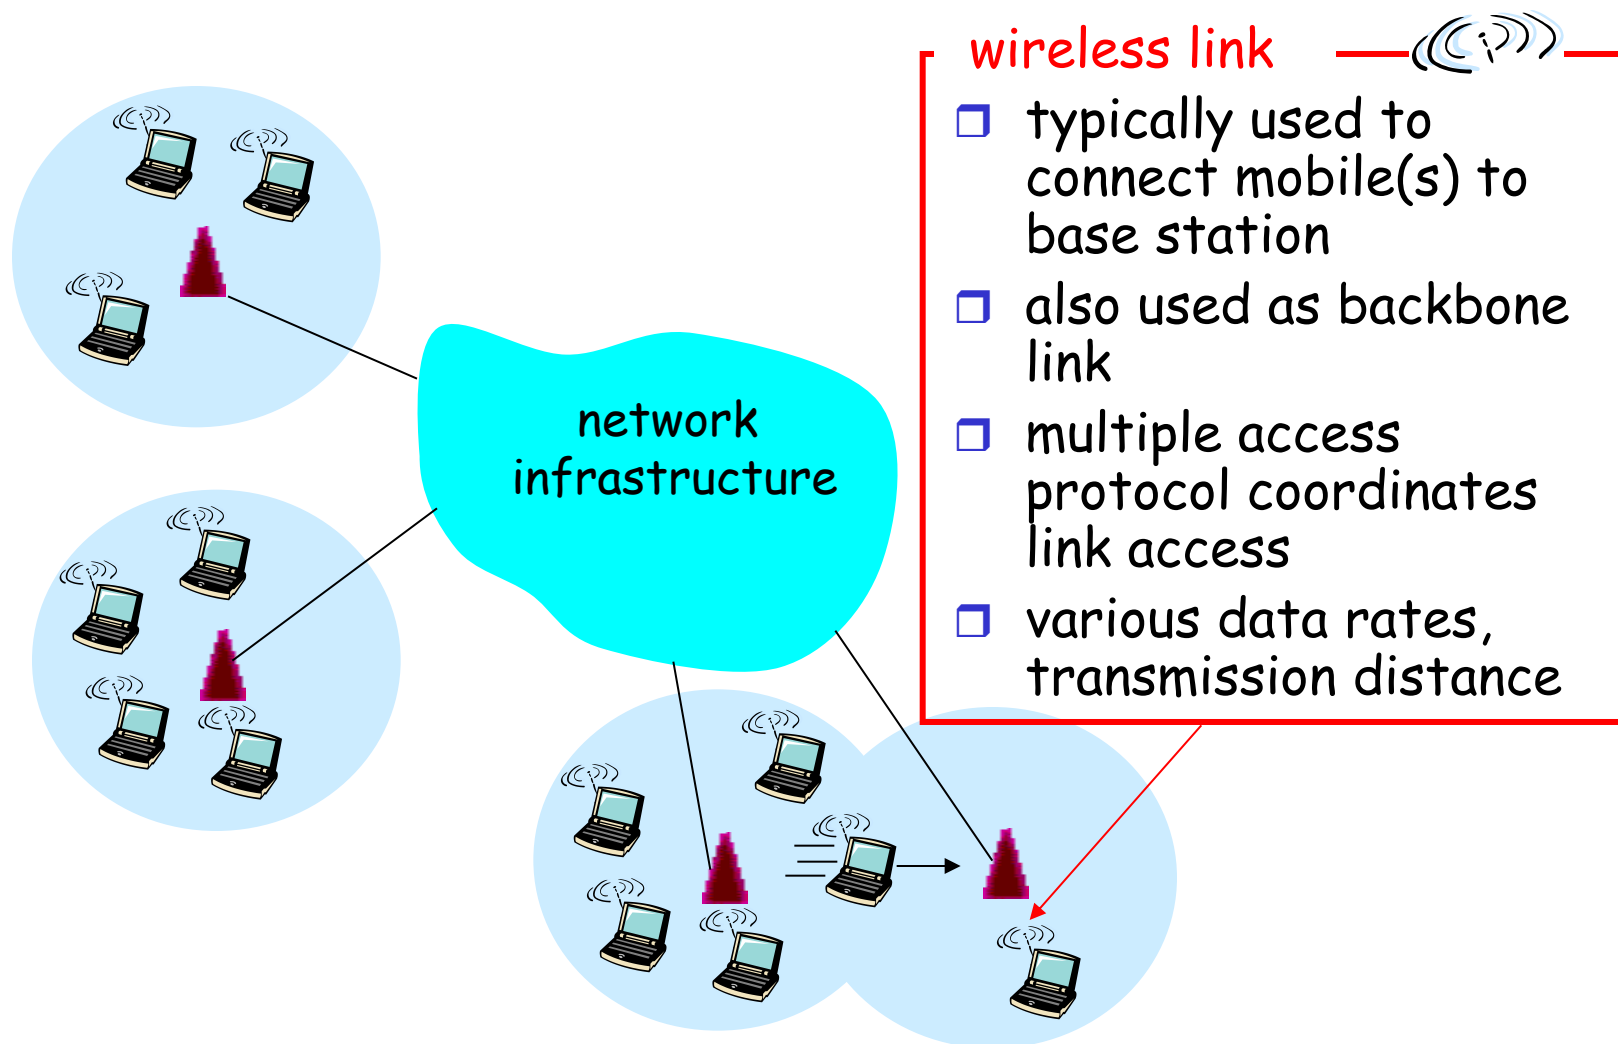 wireless link
typically used to
connect mobile(s) to
base station
also used as backbone
link
multiple access
protocol coordinates
link access
various data rates,
transmission distance
network
infrastructure